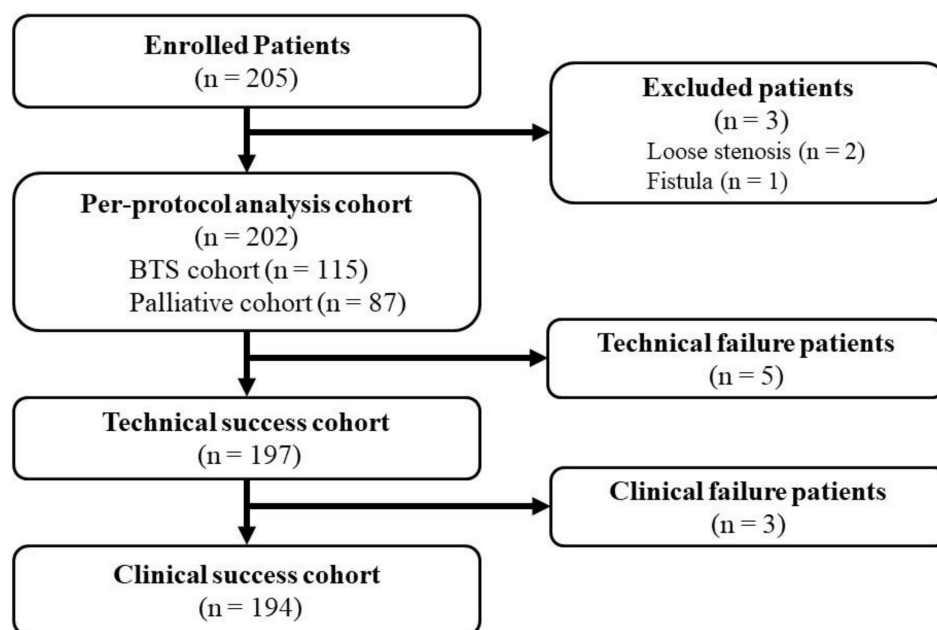 Enrolled Patients
(n = 205)
Excluded patients
(n = 3)
Loose stenosis (n = 2)
Fistula (n = 1)
Per-protocol analysis cohort
(n = 202)
BTS cohort (n = 115)
Palliative cohort (n = 87)
Technical failure patients
(n = 5)
Technical success cohort
(n = 197)
Clinical failure patients
(n = 3)
Clinical success cohort
(n = 194)